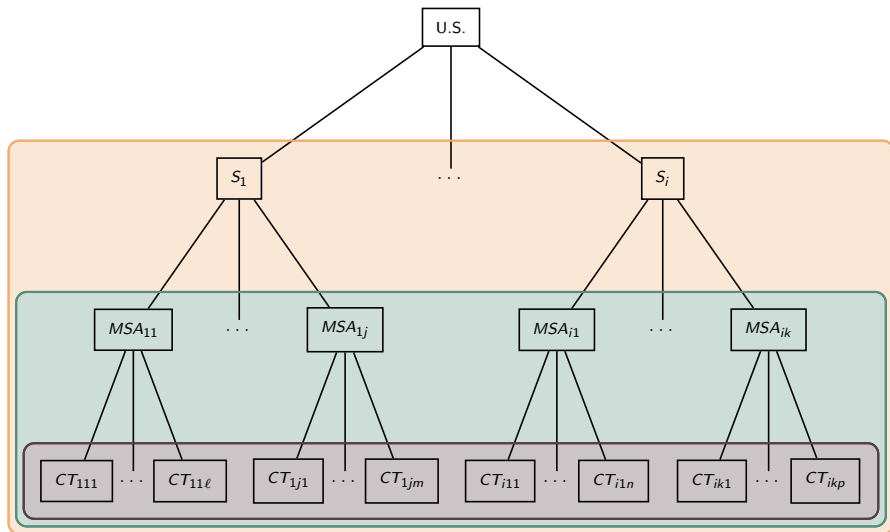 U.S.
S₁ ... Sᵢ
MSA₁₁ ... MSA₁ⱼ MSAᵢ₁ ... MSAᵢₖ
CT₁₁₁ ... CT₁₁ℓ CT₁ⱼ₁ ... CT₁ⱼₘ CTᵢ₁₁ ... CTᵢ₁ₙ CTᵢₖ₁ ... CTᵢₖₚ